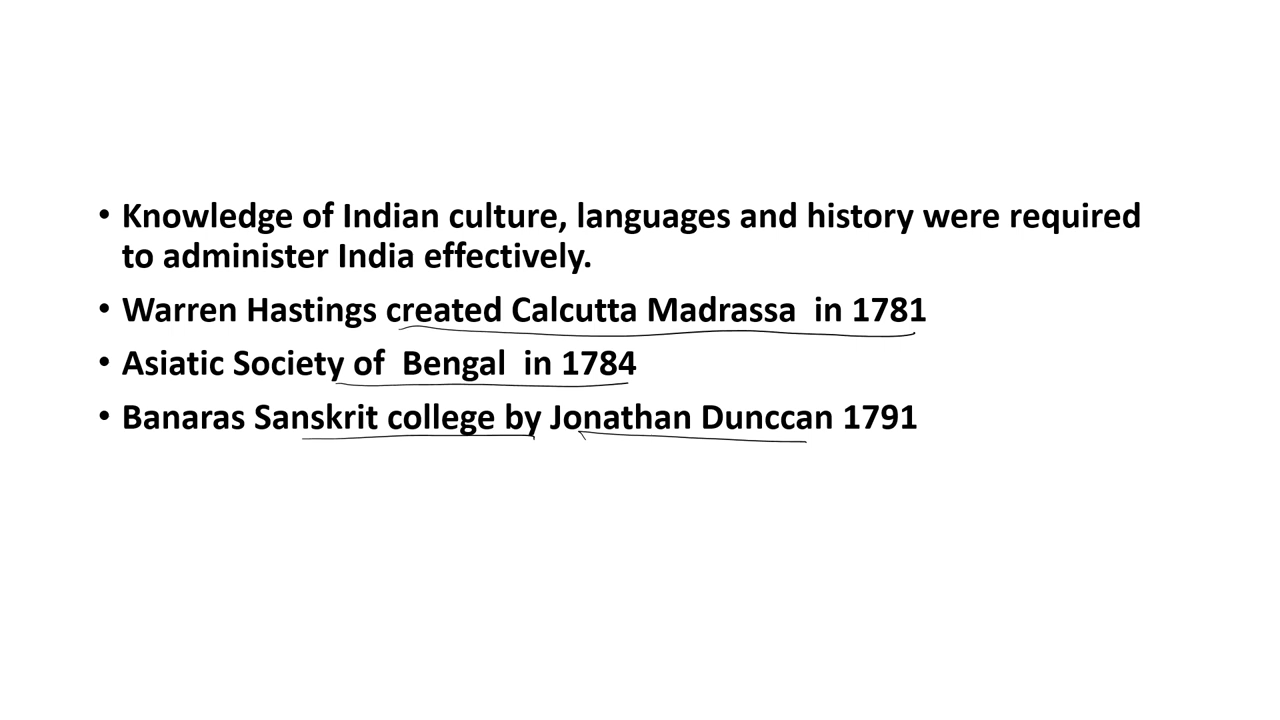 • Knowledge of Indian culture, languages and history were required
to administer India effectively.
• Warren Hastings created Calcutta Madrassa in 1781
• Asiatic Society of Bengal in 1784
• Banaras Sanskrit college by Jonathan Dunccan 1791